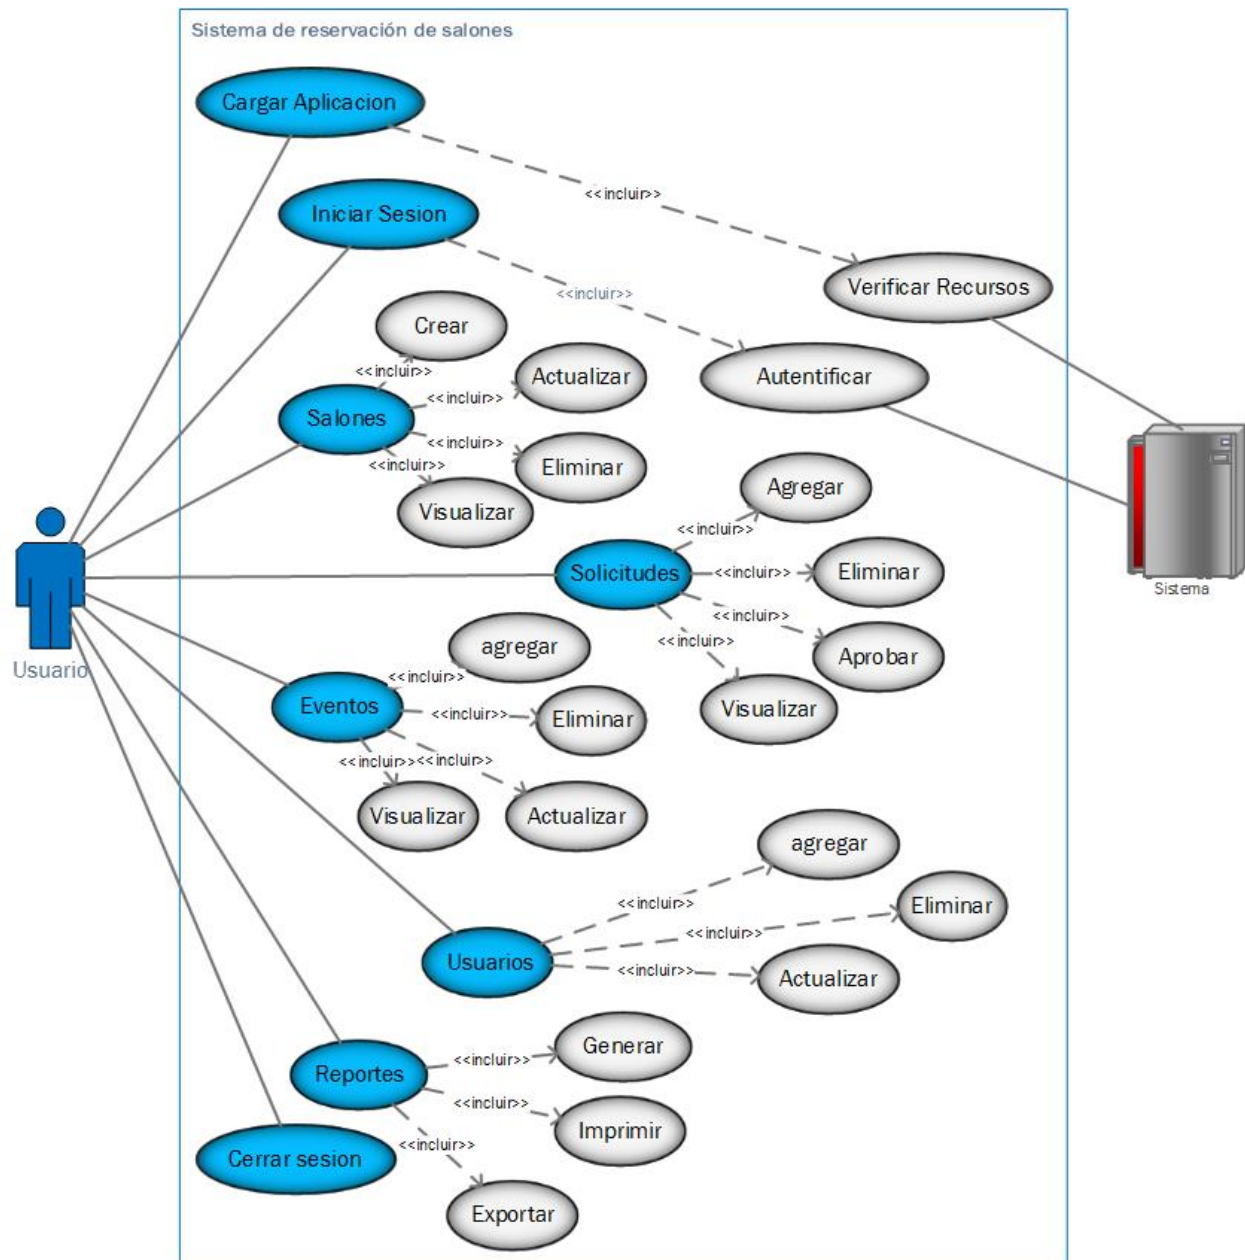 Sistema de reservación de salones
Cargar Aplicacion
<<incluir>>
Iniciar Sesion
Verificar Recursos
<<incluir>>
Crear
<<incluir>>
Actualizar
Autentificar
<<incluir>>
Salones
<<incluir>>
Eliminar
<<incluir>>
Visualizar
Agregar
<<incluir>>
Solicitudes
<<incluir>>
Eliminar
Sistema
<<incluir>>
Aprobar
<<incluir>>
Visualizar
Usuario
agregar
<<incluir>>
Eventos
<<incluir>>
Eliminar
<<incluir>>
<<incluir>>
Visualizar
Actualizar
agregar
<<incluir>>
Eliminar
<<incluir>>
Usuarios
<<incluir>>
Actualizar
Generar
<<incluir>>
Reportes
<<incluir>>
Imprimir
<<incluir>>
Cerrar sesion
Exportar